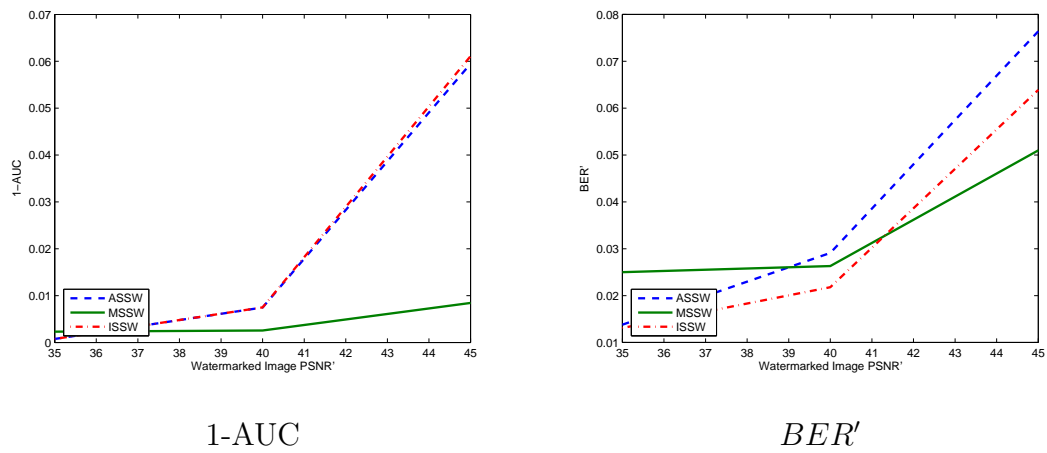 0.07
0.06
0.05
0.04
0.03
0.02
0.01
0
1−AUC
ASSW
MSSW
ISSW
35 36 37 38 39 40 41 42 43 44 45
Watermarked Image PSNR’
1-AUC
0.08
0.07
0.06
0.05
0.04
0.03
0.02
0.01
BER’
ASSW
MSSW
ISSW
35 36 37 38 39 40 41 42 43 44 45
Watermarked Image PSNR’
BER′